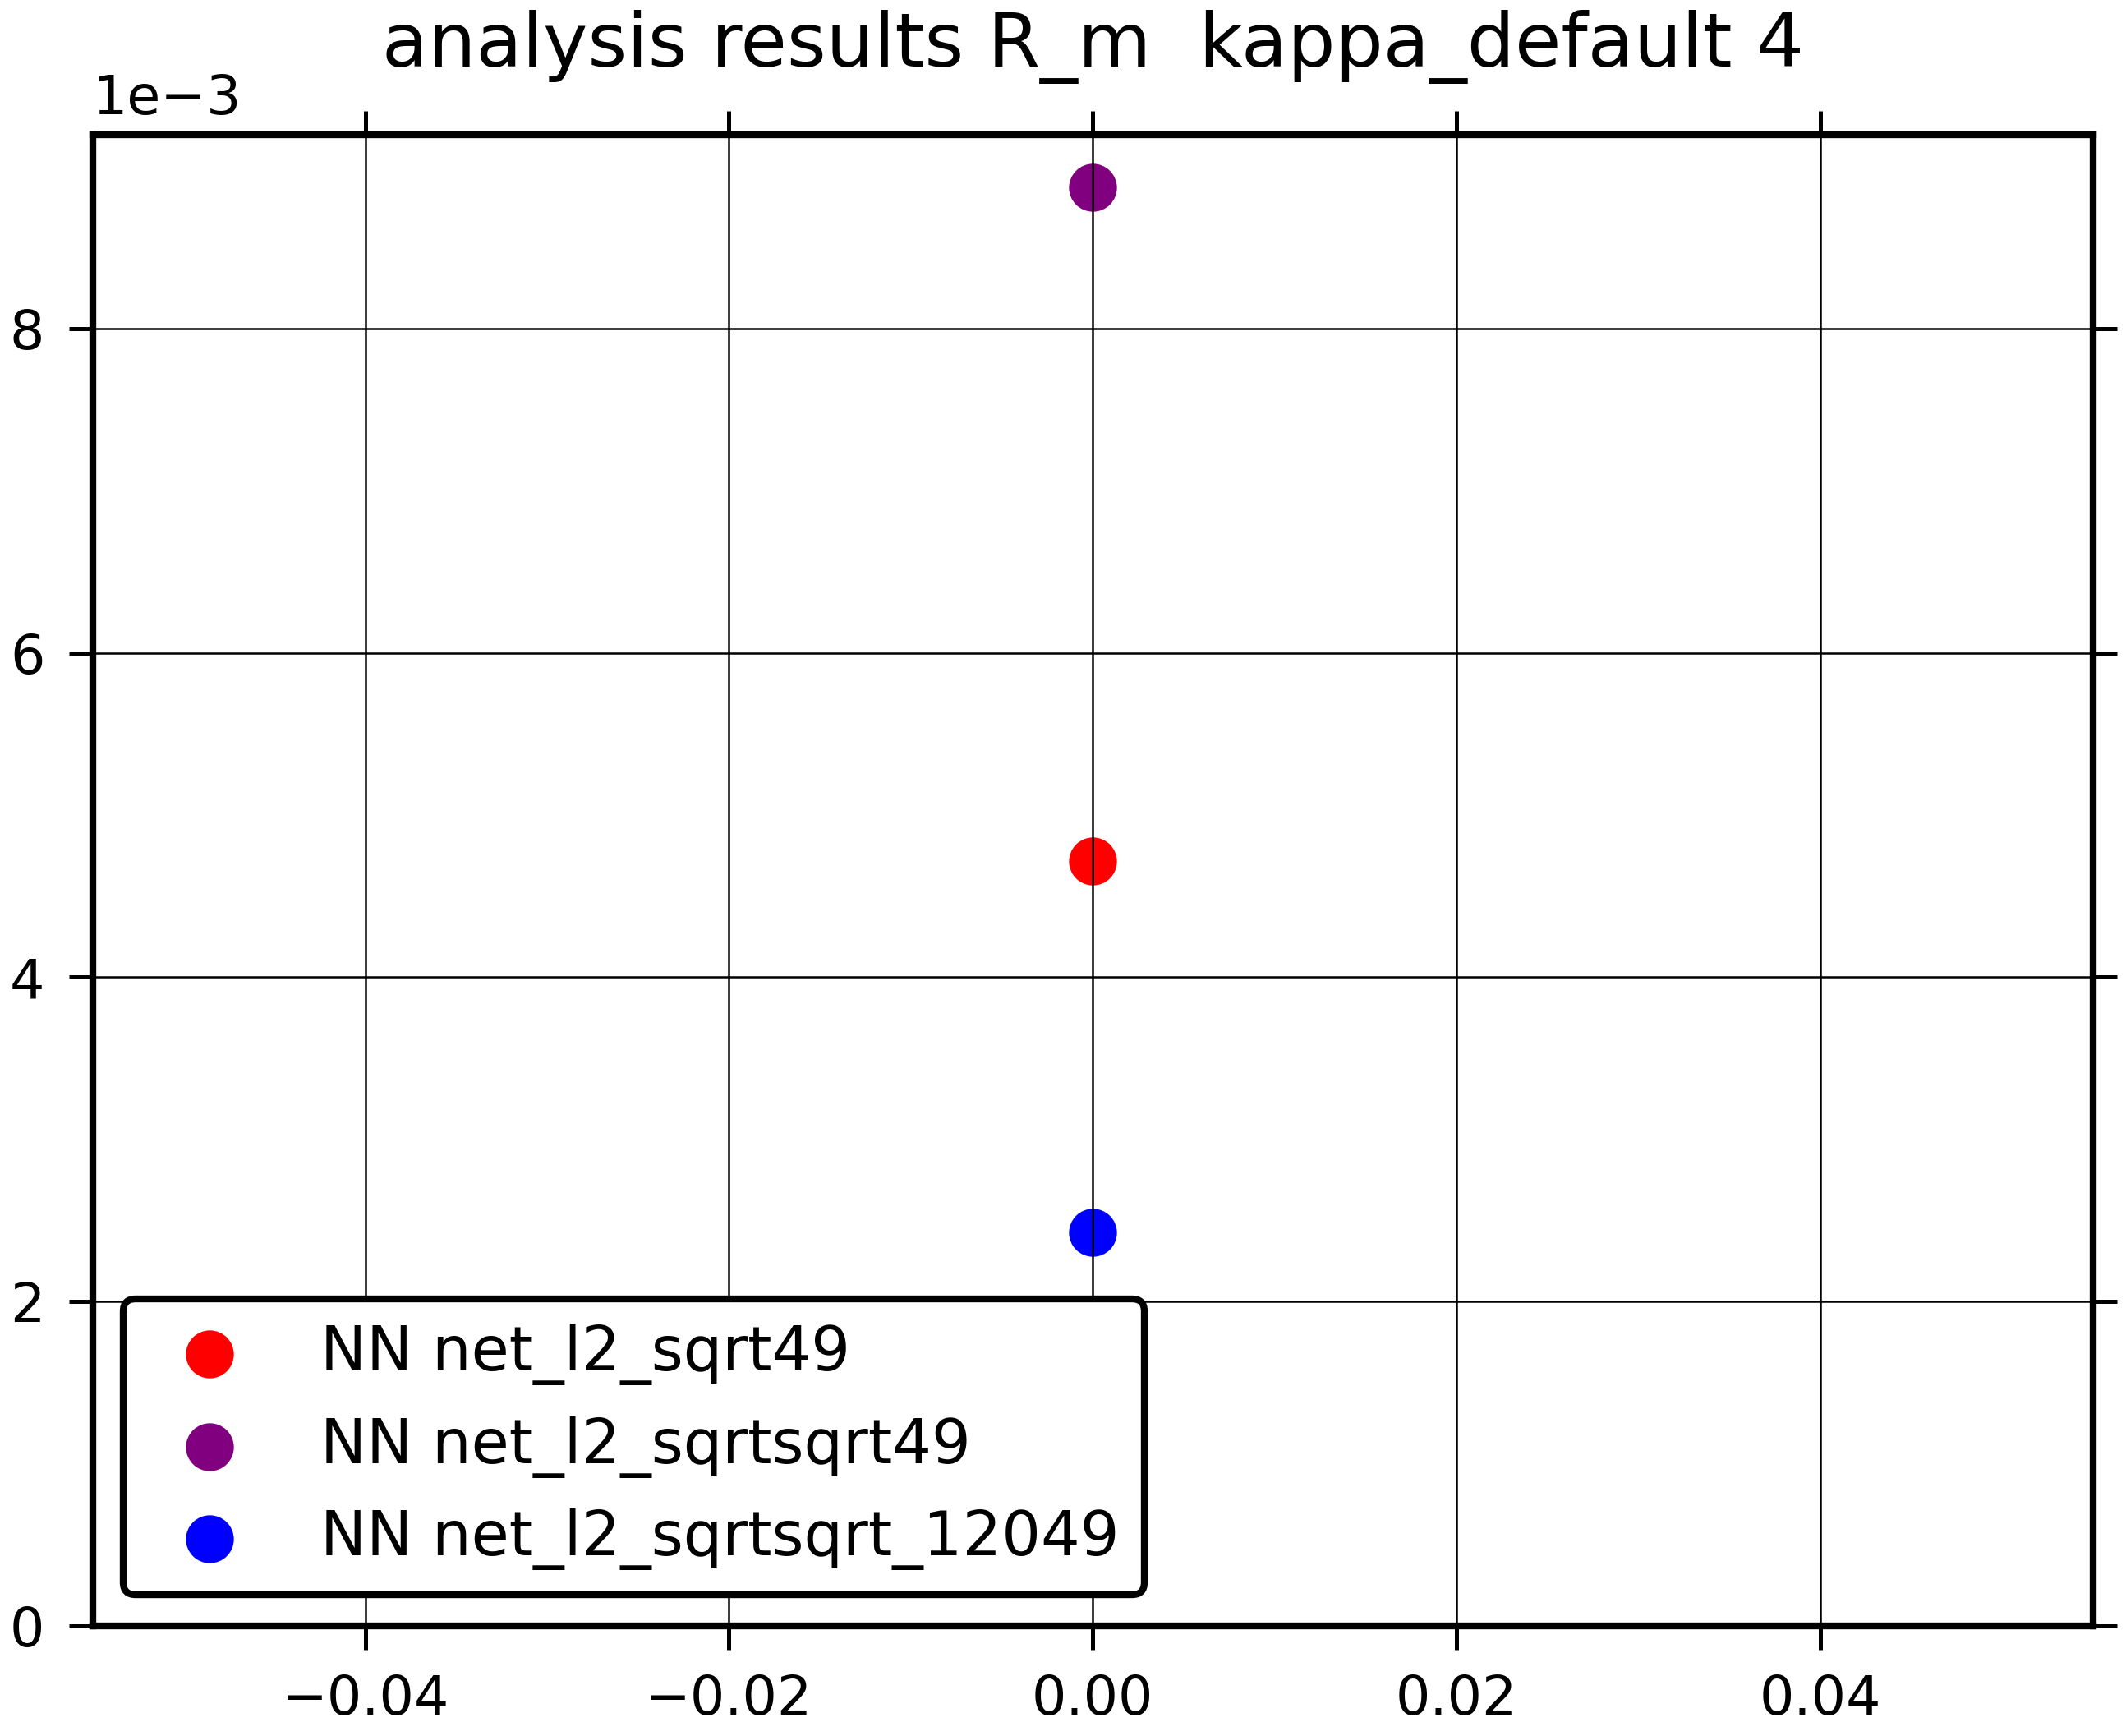 analysis results R_m  kappa_default 4
1e−3
8
6
4
2
0
NN net_l2_sqrt49
NN net_l2_sqrtsqrt49
NN net_l2_sqrtsqrt_12049
−0.04 −0.02 0.00 0.02 0.04